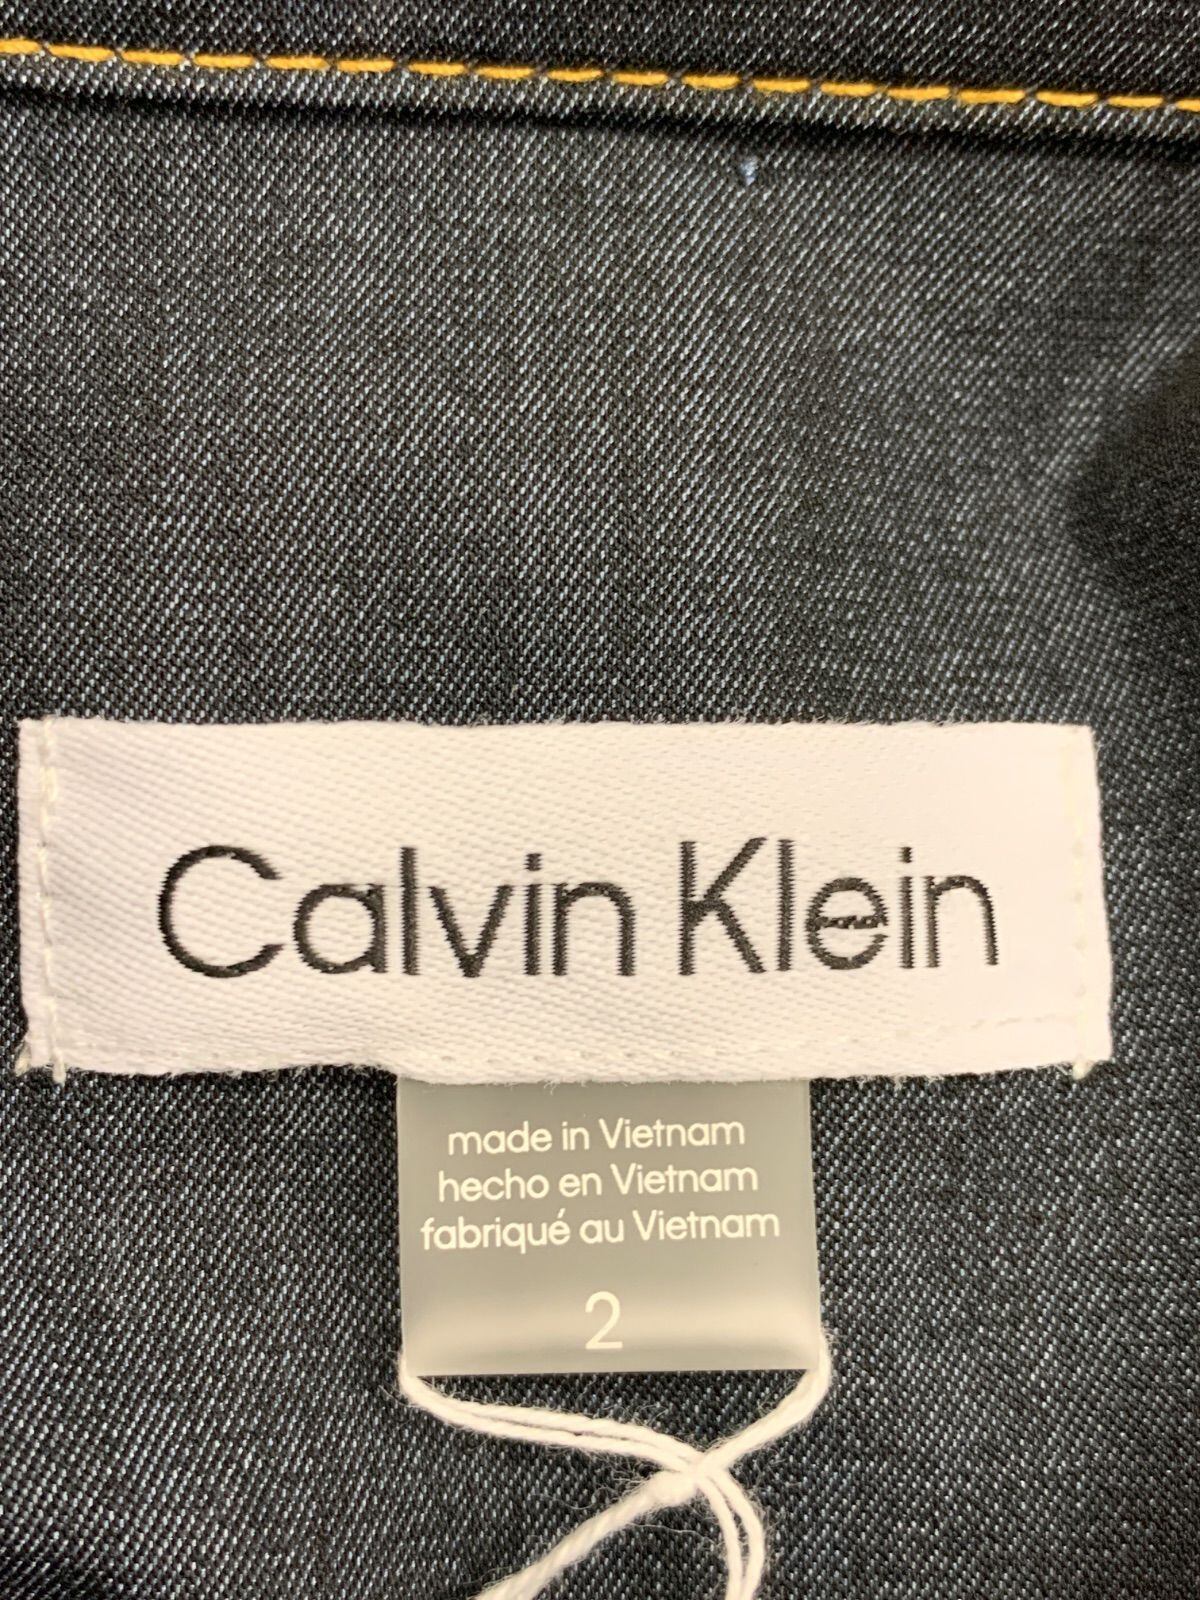 Calvin Klein
made in Vietnam
hecho en Vietnam
fabriqué au Vietnam
2